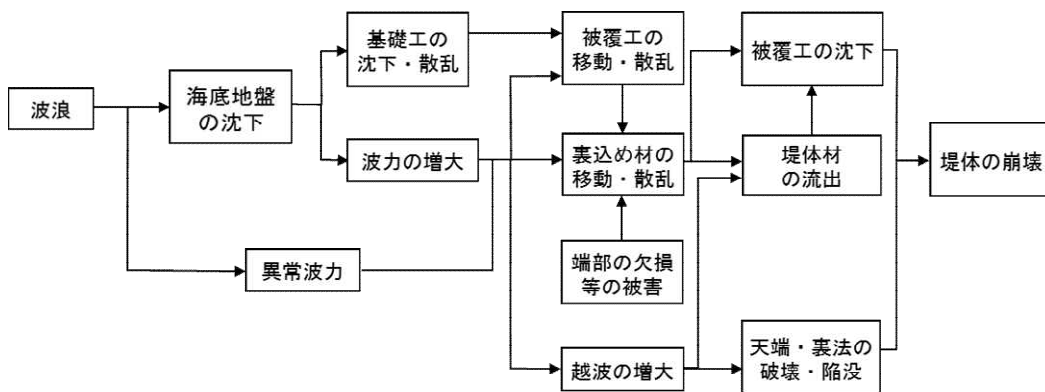 波浪
海底地盤
の沈下
基礎工の
沈下・散乱
波力の増大
異常波力
被覆工の
移動・散乱
裏込め材の
移動・散乱
端部の欠損
等の被害
越波の増大
被覆工の沈下
堤体材
の流出
天端・裏法の
破壊・陥没
堤体の崩壊